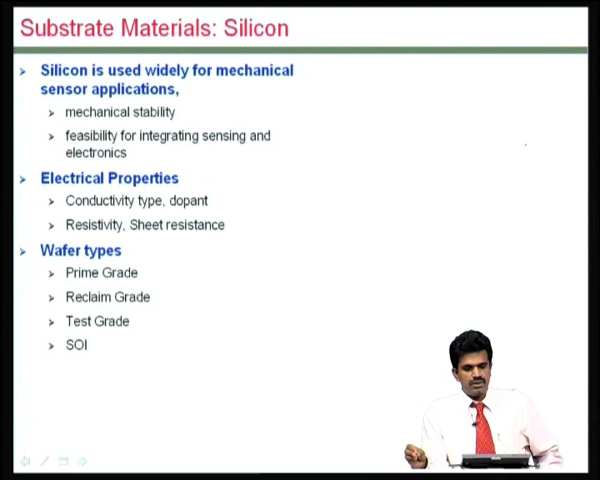 Substrate Materials: Silicon
Silicon is used widely for mechanical
sensor applications,
mechanical stability
feasibility for integrating sensing and
electronics
Electrical Properties
Conductivity type, dopant
Resistivity, Sheet resistance
Wafer types
Prime Grade
Reclaim Grade
Test Grade
SOI